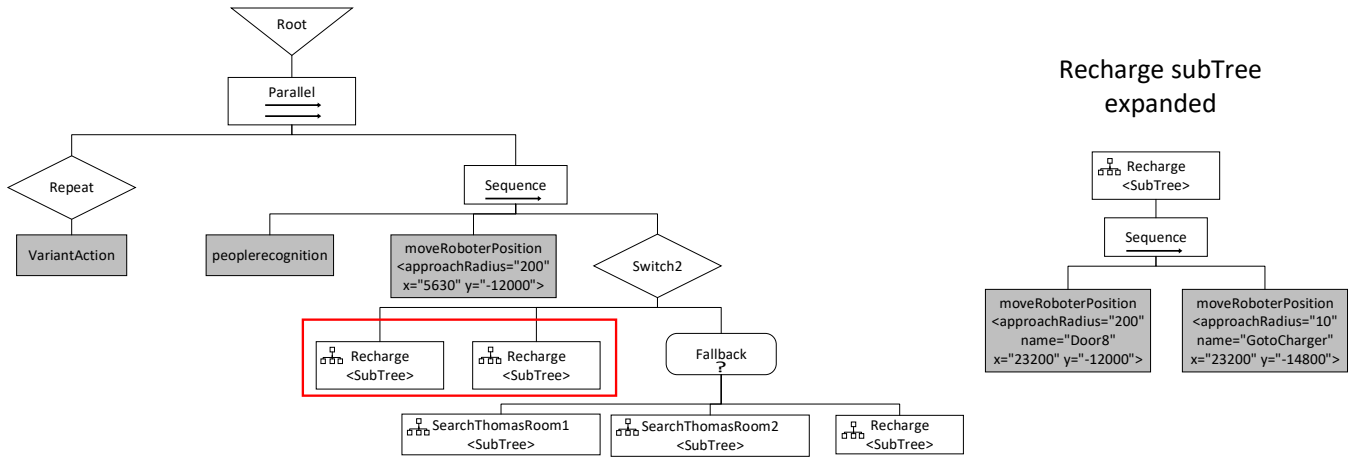 Root
Parallel
Repeat
Sequence
VariantAction
peoplerecognition
moveRoboterPosition
<approachRadius="200"
x="5630" y="-12000">
Switch2
Recharge
<SubTree>
Recharge
<SubTree>
Fallback
?
SearchThomasRoom1
<SubTree>
SearchThomasRoom2
<SubTree>
Recharge
<SubTree>
Recharge subTree
expanded
Recharge
<SubTree>
Sequence
moveRoboterPosition
<approachRadius="200"
name="Door8"
x="23200" y="-12000">
moveRoboterPosition
<approachRadius="10"
name="GotoCharger"
x="23200" y="-14800">